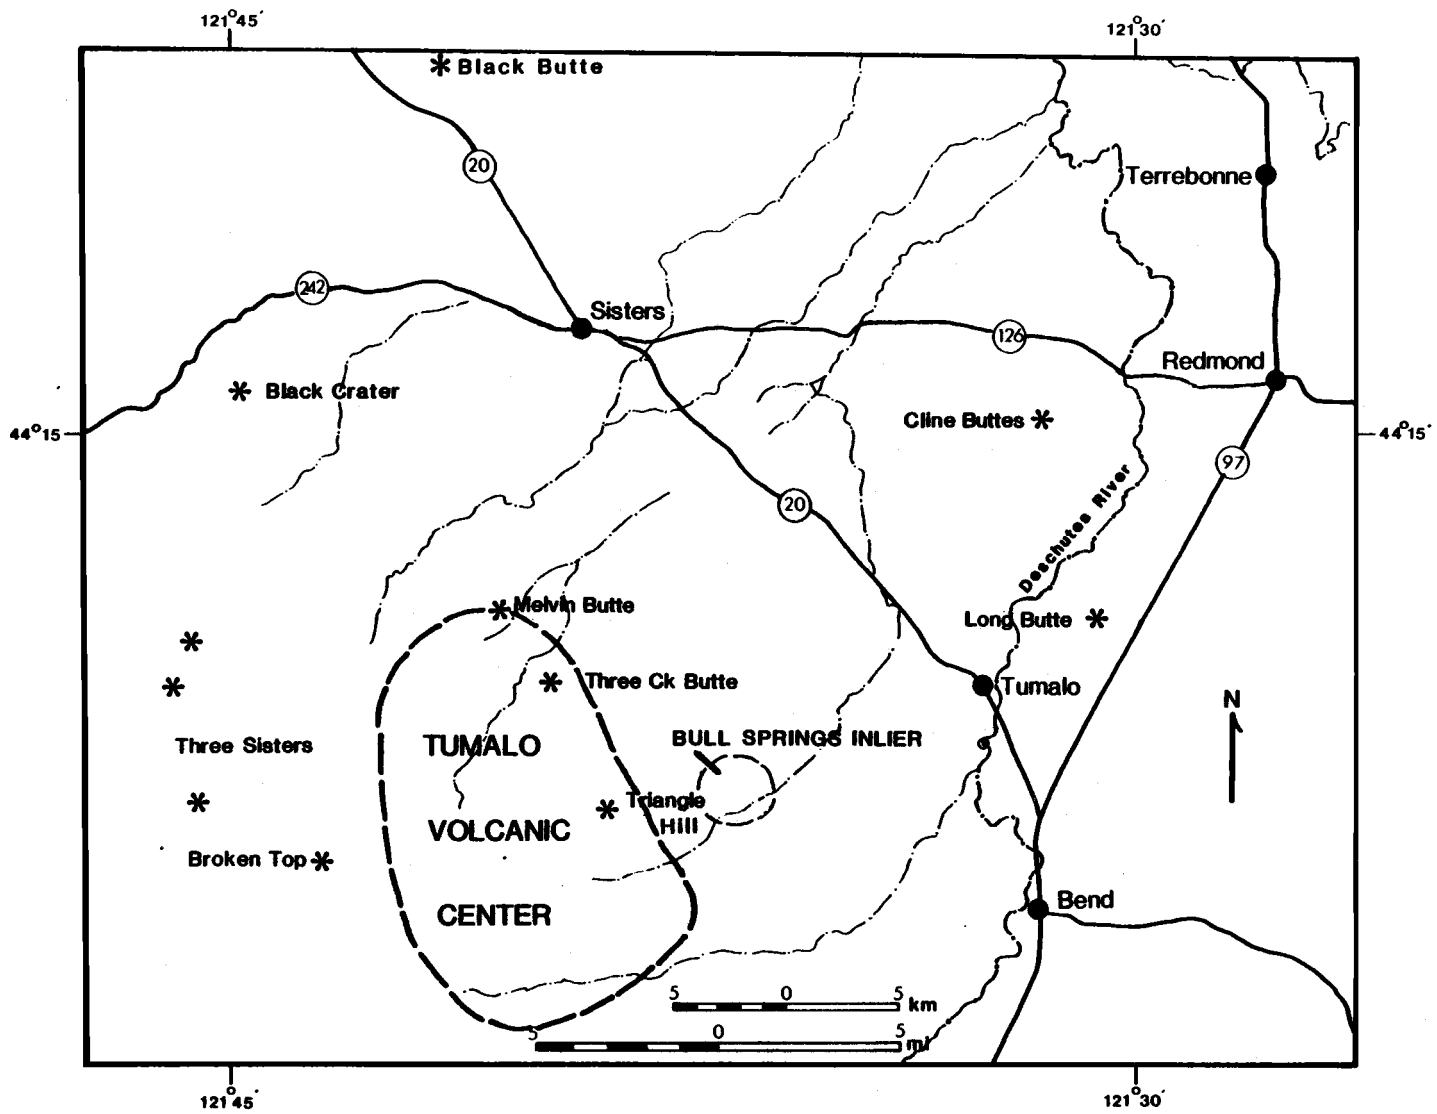 121°45′
121°30′
Black Butte
20
Terrebonne
242
Sisters
126
Redmond
Black Crater
Cline Buttes
44°15
44°15′
97
20
Deschutes River
Melvin Butte
Long Butte
Three Ck Butte
Tumalo
N
Three Sisters
TUMALO
BULL SPRINGS INLIER
Triangle
Hill
VOLCANIC
Broken Top
CENTER
Bend
5 0 5 km
5 0 5 mi
121°45′
121°30′